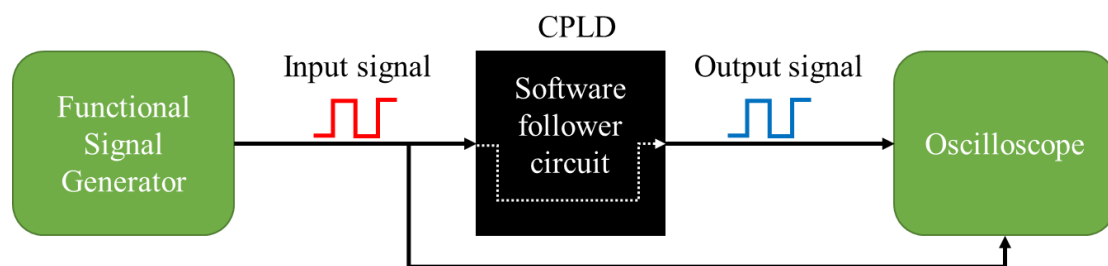 CPLD
Input signal
Output signal
Functional
Signal
Generator
Software
follower
circuit
Oscilloscope